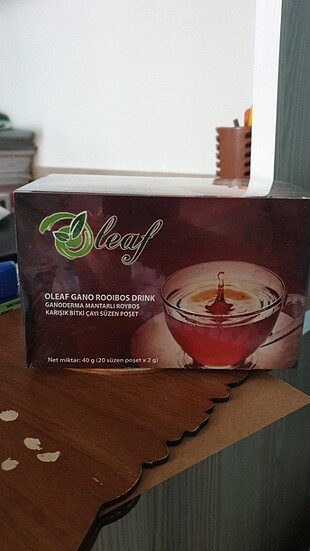 Oleaf
OLEAF GANO ROOIBOS DRINK
GANODERMA MANTARLI ROYBOS
KARIŞIK BİTKİ ÇAYI SÜZEN POŞET
Net miktar: 40 g (20 süzen poşet x 2 g)